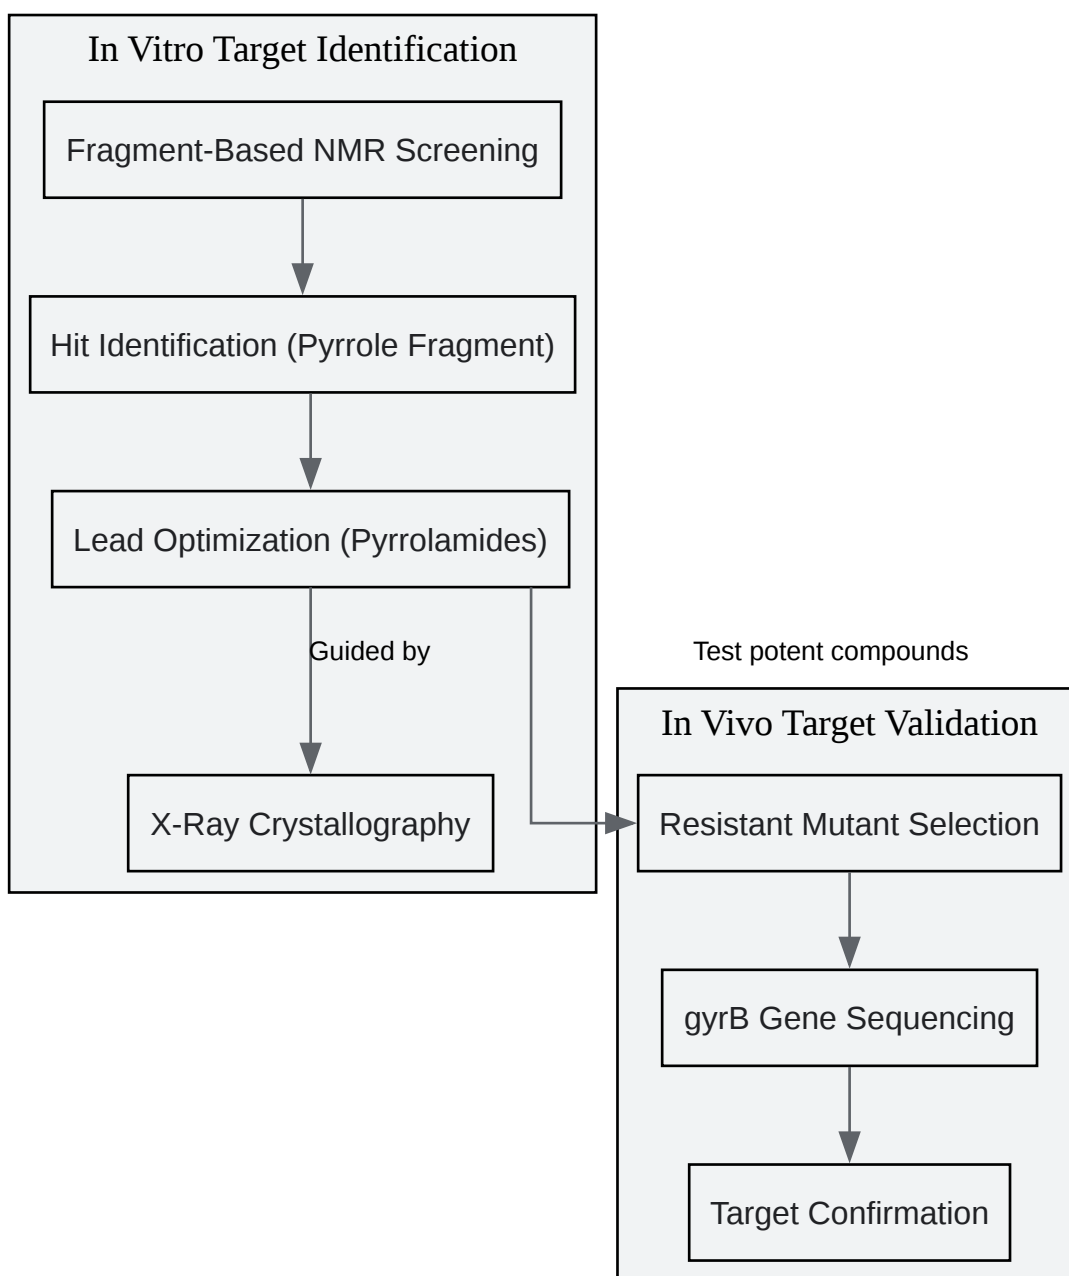 In Vitro Target Identification
Fragment-Based NMR Screening
Hit Identification (Pyrrole Fragment)
Lead Optimization (Pyrrolamides)
Guided by
X-Ray Crystallography
Test potent compounds
In Vivo Target Validation
Resistant Mutant Selection
gyrB Gene Sequencing
Target Confirmation